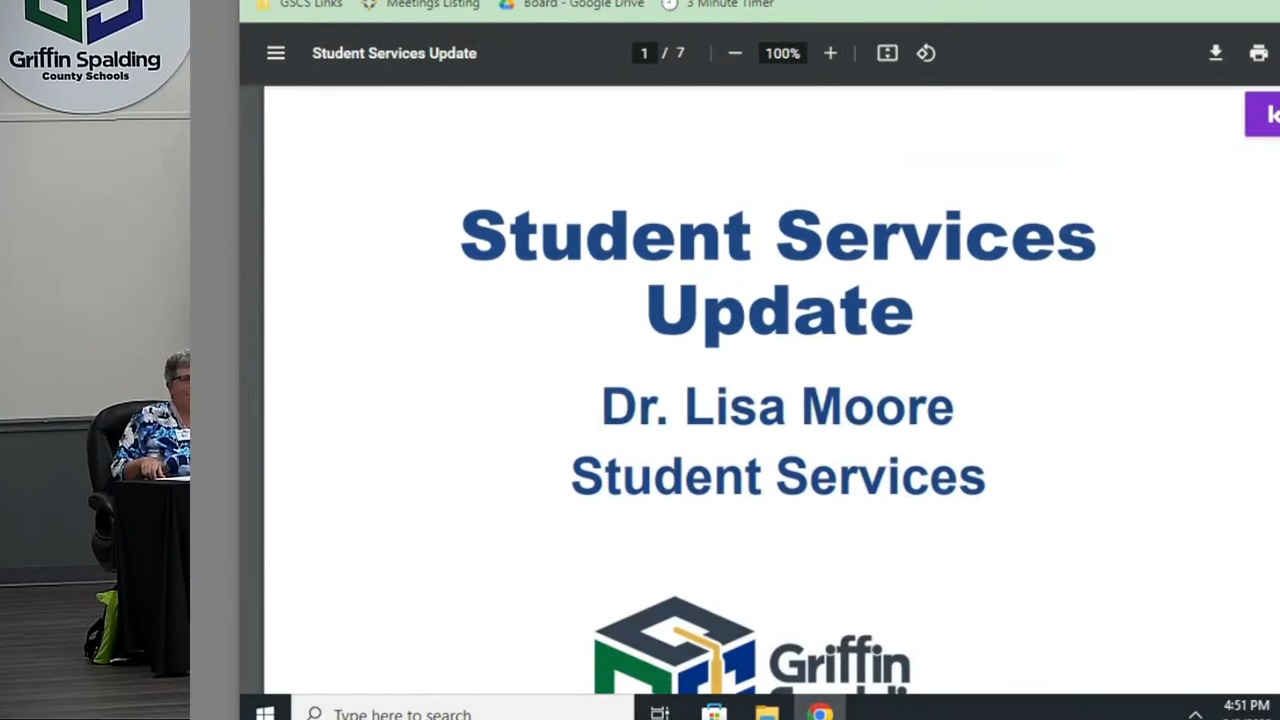 GSCS Links
Meetings Listing
Board - Google Drive
3 Minute Timer
Griffin Spalding
County Schools
Student Services Update
1 / 7
100%
k
Student Services
Update
Dr. Lisa Moore
Student Services
Griffin
Type here to search
4:51 PM